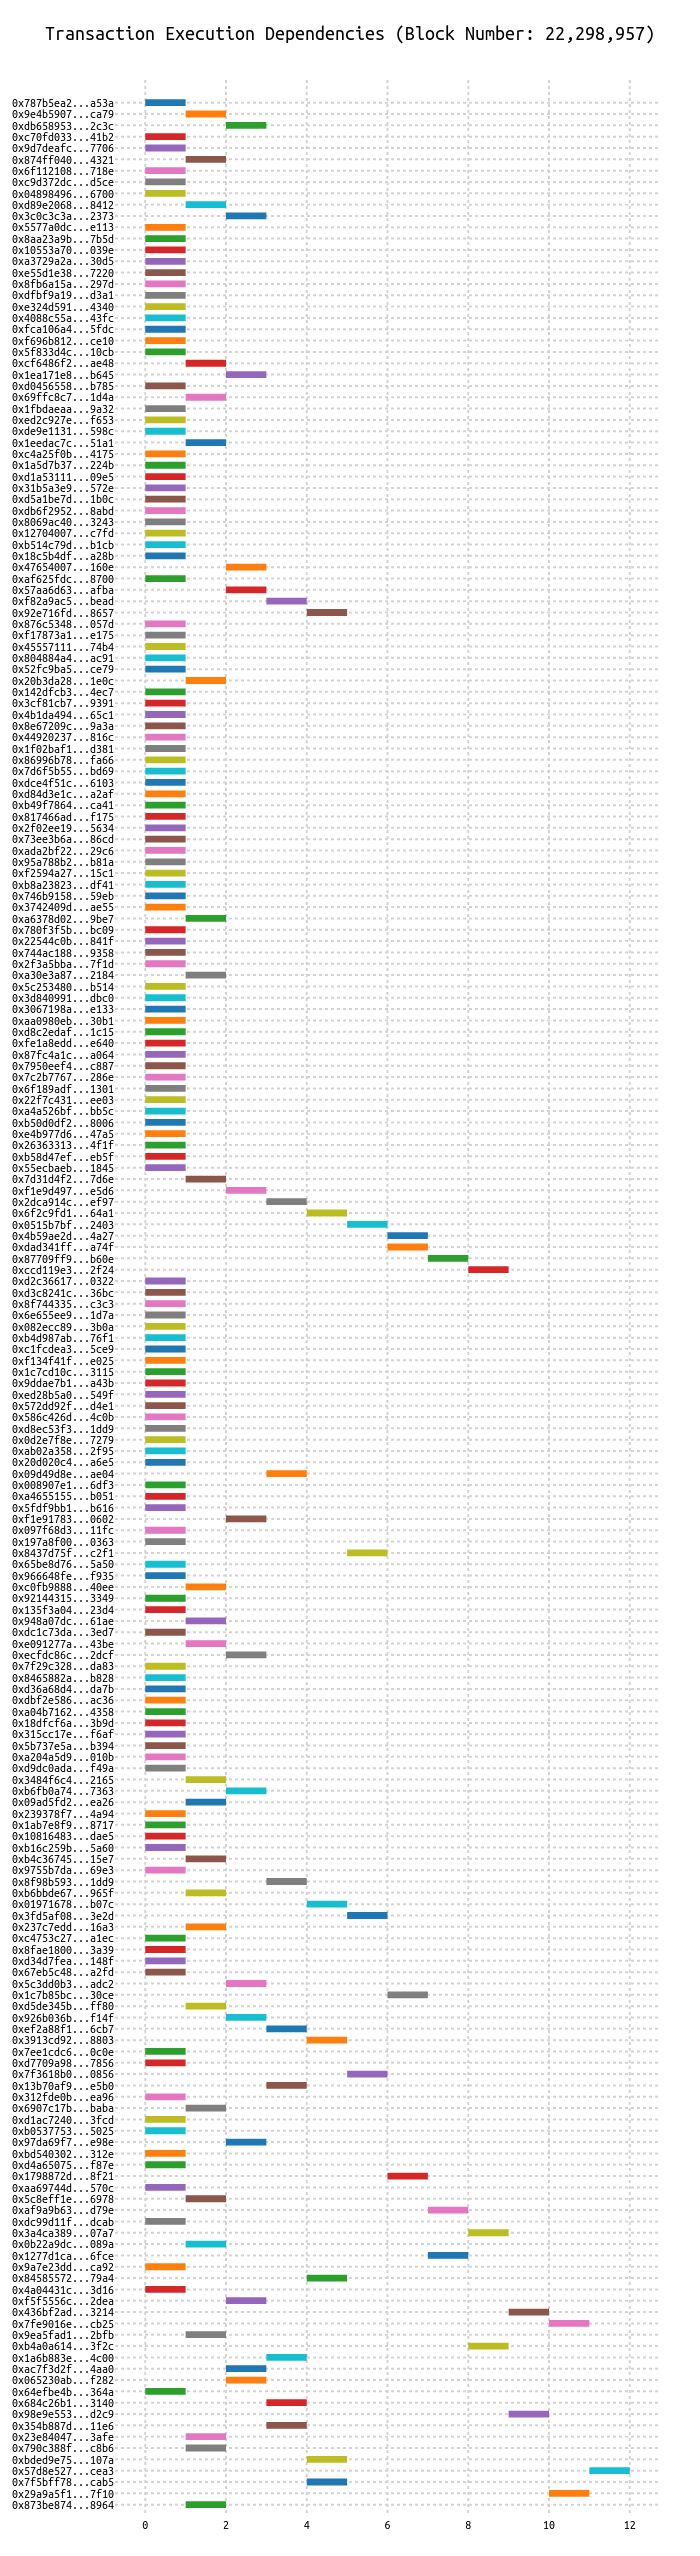 Transaction Execution Dependencies (Block Number: 22,298,957)
0x787b5ea2...a53a
0x9e4b5907...ca79
0xdb658953...2c3c
0xc70fd033...41b2
0x9d7deafc...7706
0x874ff040...4321
0x6f112108...718e
0xc9d372dc...d5ce
0x04898496...6700
0xd89e2068...8412
0x3c0c3c3a...2373
0x5577a0dc...e113
0x8aa23a9b...7b5d
0x10553a70...039e
0xa3729a2a...30d5
0xe55d1e38...7220
0x8fb6a15a...297d
0xdfbf9a19...d3a1
0xe324d591...4340
0x4088c55a...43fc
0xfca106a4...5fdc
0xf696b812...ce10
0x5f833d4c...10cb
0xcf6486f2...ae48
0x1ea171e8...b645
0xd0456558...b785
0x69ffc8c7...1d4a
0x1fbdaeaa...9a32
0xed2c927e...f653
0xde9e1131...598c
0x1eedac7c...51a1
0xc4a25f0b...4175
0x1a5d7b37...224b
0xd1a53111...09e5
0x31b5a3e9...572e
0xd5a1be7d...1b0c
0xdb6f2952...8abd
0x8069ac40...3243
0x12704007...c7fd
0xb514c79d...b1cb
0x18c5b4df...a28b
0x47654007...160e
0xaf625fdc...8700
0x57aa6d63...afba
0xf82a9ac5...bead
0x92e716fd...8657
0x876c5348...057d
0xf17873a1...e175
0x45557111...74b4
0x804884a4...ac91
0x52fc9ba5...ce79
0x20b3da28...1e0c
0x142dfcb3...4ec7
0x3cf81cb7...9391
0x4b1da494...65c1
0x8e67209c...9a3a
0x44920237...816c
0x1f02baf1...d381
0x86996b78...fa66
0x7d6f5b55...bd69
0xdce4f51c...6103
0xd84d3e1c...a2af
0xb49f7864...ca41
0x817466ad...f175
0x2f02ee19...5634
0x73ee3b6a...86cd
0xada2bf22...29c6
0x95a788b2...b81a
0xf2594a27...15c1
0xb8a23823...df41
0x746b9158...59eb
0x3742409d...ae55
0xa6378d02...9be7
0x780f3f5b...bc09
0x22544c0b...841f
0x744ac188...9358
0x2f3a5bba...7f1d
0xa30e3a87...2184
0x5c253480...b514
0x3d840991...dbc0
0x3067198a...e133
0xaa0980eb...30b1
0xd8c2edaf...1c15
0xfe1a8edd...e640
0x87fc4a1c...a064
0x7950eef4...c887
0x7c2b7767...286e
0x6f189adf...1301
0x22f7c431...ee03
0xa4a526bf...bb5c
0xb50d0df2...8006
0xe4b977d6...47a5
0x26363313...4f1f
0xb58d47ef...eb5f
0x55ecbaeb...1845
0x7d31d4f2...7d6e
0xf1e9d497...e5d6
0x2dca914c...ef97
0x6f2c9fd1...64a1
0x0515b7bf...2403
0x4b59ae2d...4a27
0xdad341ff...a74f
0x87709ff9...b60e
0xccd119e3...2f24
0xd2c36617...0322
0xd3c8241c...36bc
0x8f744335...c3c3
0x6e655ee9...1d7a
0x082ecc89...3b0a
0xb4d987ab...76f1
0xc1fcdea3...5ce9
0xf134f41f...e025
0x1c7cd10c...3115
0x9ddae7b1...a43b
0xed28b5a0...549f
0x572dd92f...d4e1
0x586c426d...4c0b
0xd8ec53f3...1dd9
0x0d2e7f8e...7279
0xab02a358...2f95
0x20d020c4...a6e5
0x09d49d8e...ae04
0x008907e1...6df3
0xa4655155...b051
0x5fdf9bb1...b616
0xf1e91783...0602
0x097f68d3...11fc
0x197a8f00...0363
0x8437d75f...c2f1
0x65be8d76...5a50
0x966648fe...f935
0xc0fb9888...40ee
0x92144315...3349
0x135f3a04...23d4
0x948a07dc...61ae
0xdc1c73da...3ed7
0xe091277a...43be
0xecfdc86c...2dcf
0x7f29c328...da83
0x8465882a...b828
0xd36a68d4...da7b
0xdbf2e586...ac36
0xa04b7162...4358
0x18dfcf6a...3b9d
0x315cc17e...f6af
0x5b737e5a...b394
0xa204a5d9...010b
0xd9dc0ada...f49a
0x3484f6c4...2165
0xb6fb0a74...7363
0x09ad5fd2...ea26
0x239378f7...4a94
0x1ab7e8f9...8717
0x10816483...dae5
0xb16c259b...5a60
0xb4c36745...15e7
0x9755b7da...69e3
0x8f98b593...1dd9
0xb6bbde67...965f
0x01971678...b07c
0x3fd5af08...3e2d
0x237c7edd...16a3
0xc4753c27...a1ec
0x8fae1800...3a39
0xd34d7fea...148f
0x67eb5c48...a2fd
0x5c3dd0b3...adc2
0x1c7b85bc...30ce
0xd5de345b...ff80
0x926b036b...f14f
0xef2a88f1...6cb7
0x3913cd92...8803
0x7ee1cdc6...0c0e
0xd7709a98...7856
0x7f3618b0...0856
0x13b70af9...e5b0
0x312fde0b...ea96
0x6907c17b...baba
0xd1ac7240...3fcd
0xb0537753...5025
0x97da69f7...e98e
0xbd540302...312e
0xd4a65075...f87e
0x1798872d...8f21
0xaa69744d...570c
0x5c8eff1e...6978
0xaf9a9b63...d79e
0xdc99d11f...dcab
0x3a4ca389...07a7
0x0b22a9dc...089a
0x1277d1ca...6fce
0x9a7e23dd...ca92
0x84585572...79a4
0x4a04431c...3d16
0xf5f5556c...2dea
0x436bf2ad...3214
0x7fe9016e...cb25
0x9ea5fad1...2bfb
0xb4a0a614...3f2c
0x1a6b883e...4c00
0xac7f3d2f...4aa0
0x065230ab...f282
0x64efbe4b...364a
0x684c26b1...3140
0x98e9e553...d2c9
0x354b887d...11e6
0x23e84047...3afe
0x790c388f...c8b6
0xbded9e75...107a
0x57d8e527...cea3
0x7f5bff78...cab5
0x29a9a5f1...7f10
0x873be874...8964
0 2 4 6 8 10 12